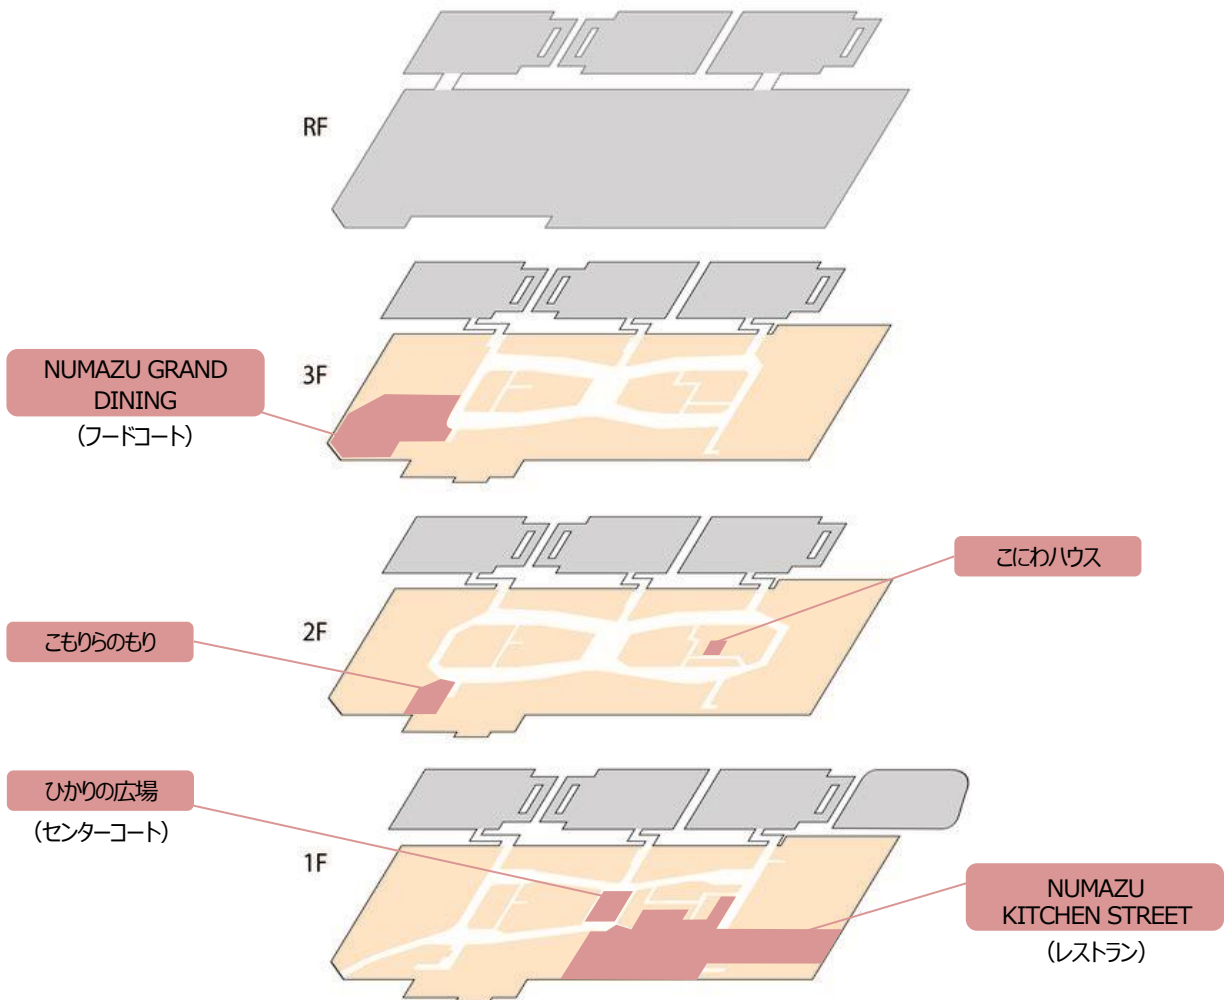 RF
NUMAZU GRAND
DINING
(フードコート)
3F
こにわハウス
こもりらのもり
2F
ひかりの広場
(センターコート)
1F
NUMAZU
KITCHEN STREET
(レストラン)